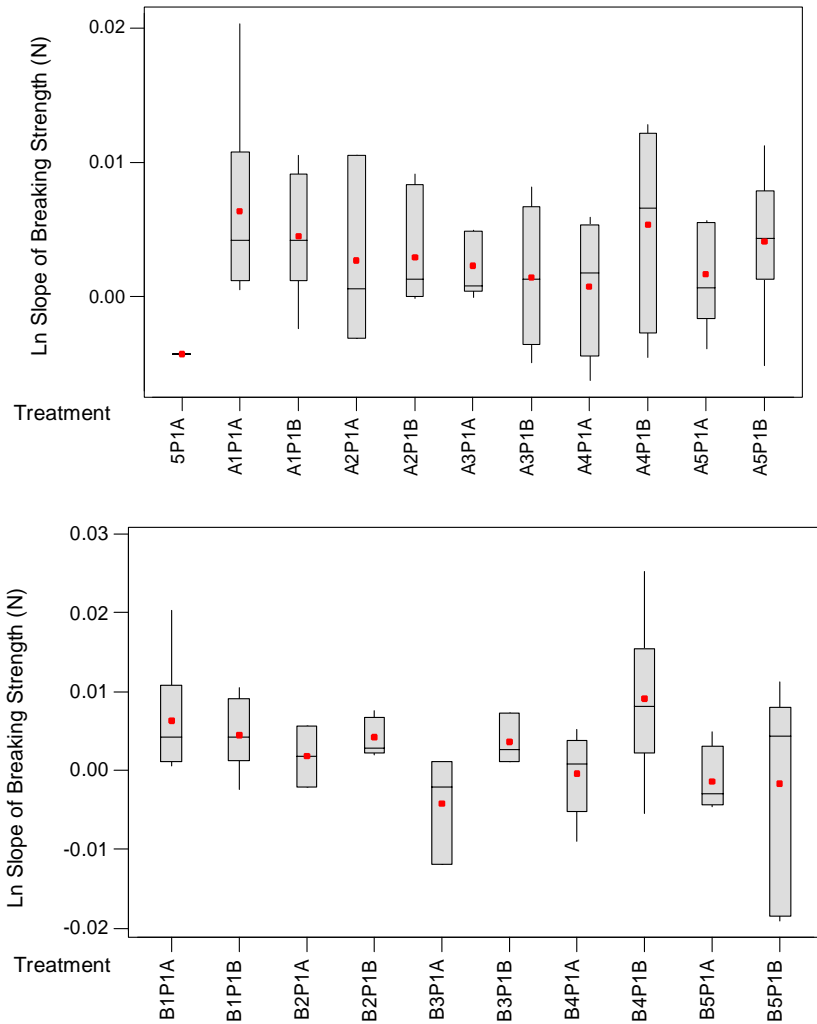 Ln Slope of Breaking Strength (N)
0.02
0.01
0.00
Treatment
5P1A
A1P1A
A1P1B
A2P1A
A2P1B
A3P1A
A3P1B
A4P1A
A4P1B
A5P1A
A5P1B
Ln Slope of Breaking Strength (N)
0.03
0.02
0.01
0.00
-0.01
-0.02
Treatment
B1P1A
B1P1B
B2P1A
B2P1B
B3P1A
B3P1B
B4P1A
B4P1B
B5P1A
B5P1B